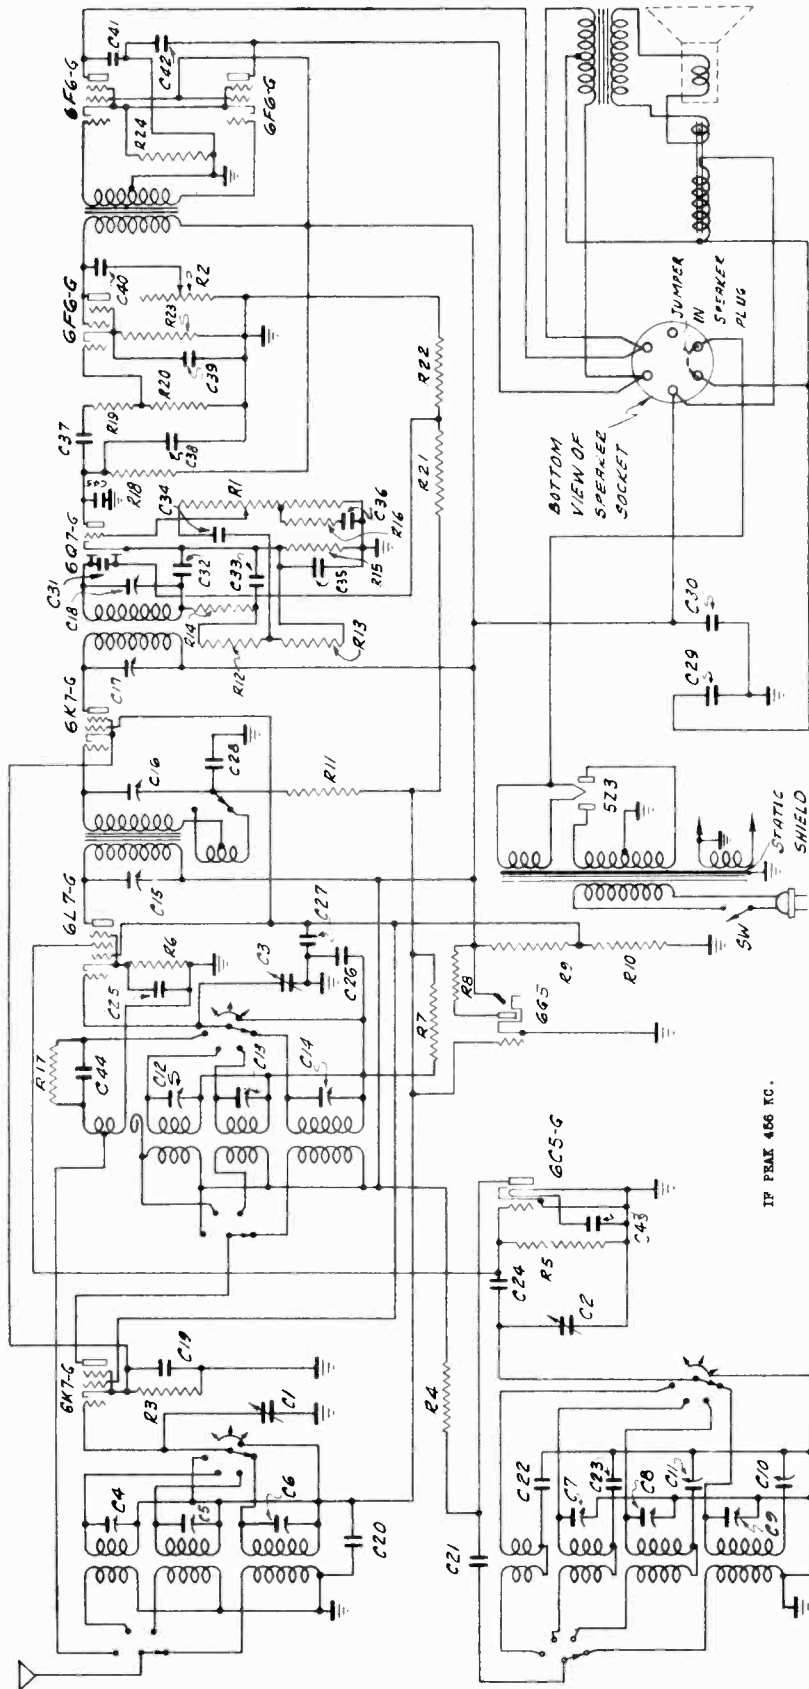 6K7-G
R17
6L7-G
6K7-G
C31
6Q7-G
C37
6F6-G
6F6-G
C41
C44
C25
R6
C15
C16
C17
C18
C45
R18
R19
R20
C40
C42
C4
R3
C19
C12
C3
C28
R14
C32
C34
C38
R23
R2
R24
C5
C13
C27
R12
C33
R1
C39
6F6-G
C6
C1
C14
C26
R11
R13
C35
R15
R16
C36
C20
R7
R21
R22
R4
C21
R8
6C5-G
C24
R5
C43
6G5
R9
R10
C22
C2
C7
C23
C8
C11
C9
C10
5Z3
SW
STATIC
SHIELD
C29
C30
BOTTOM
VIEW OF
SPEAKER
SOCKET
JUMPER
IN
SPEAKER
PLUG
IF PEAK 456 KC.